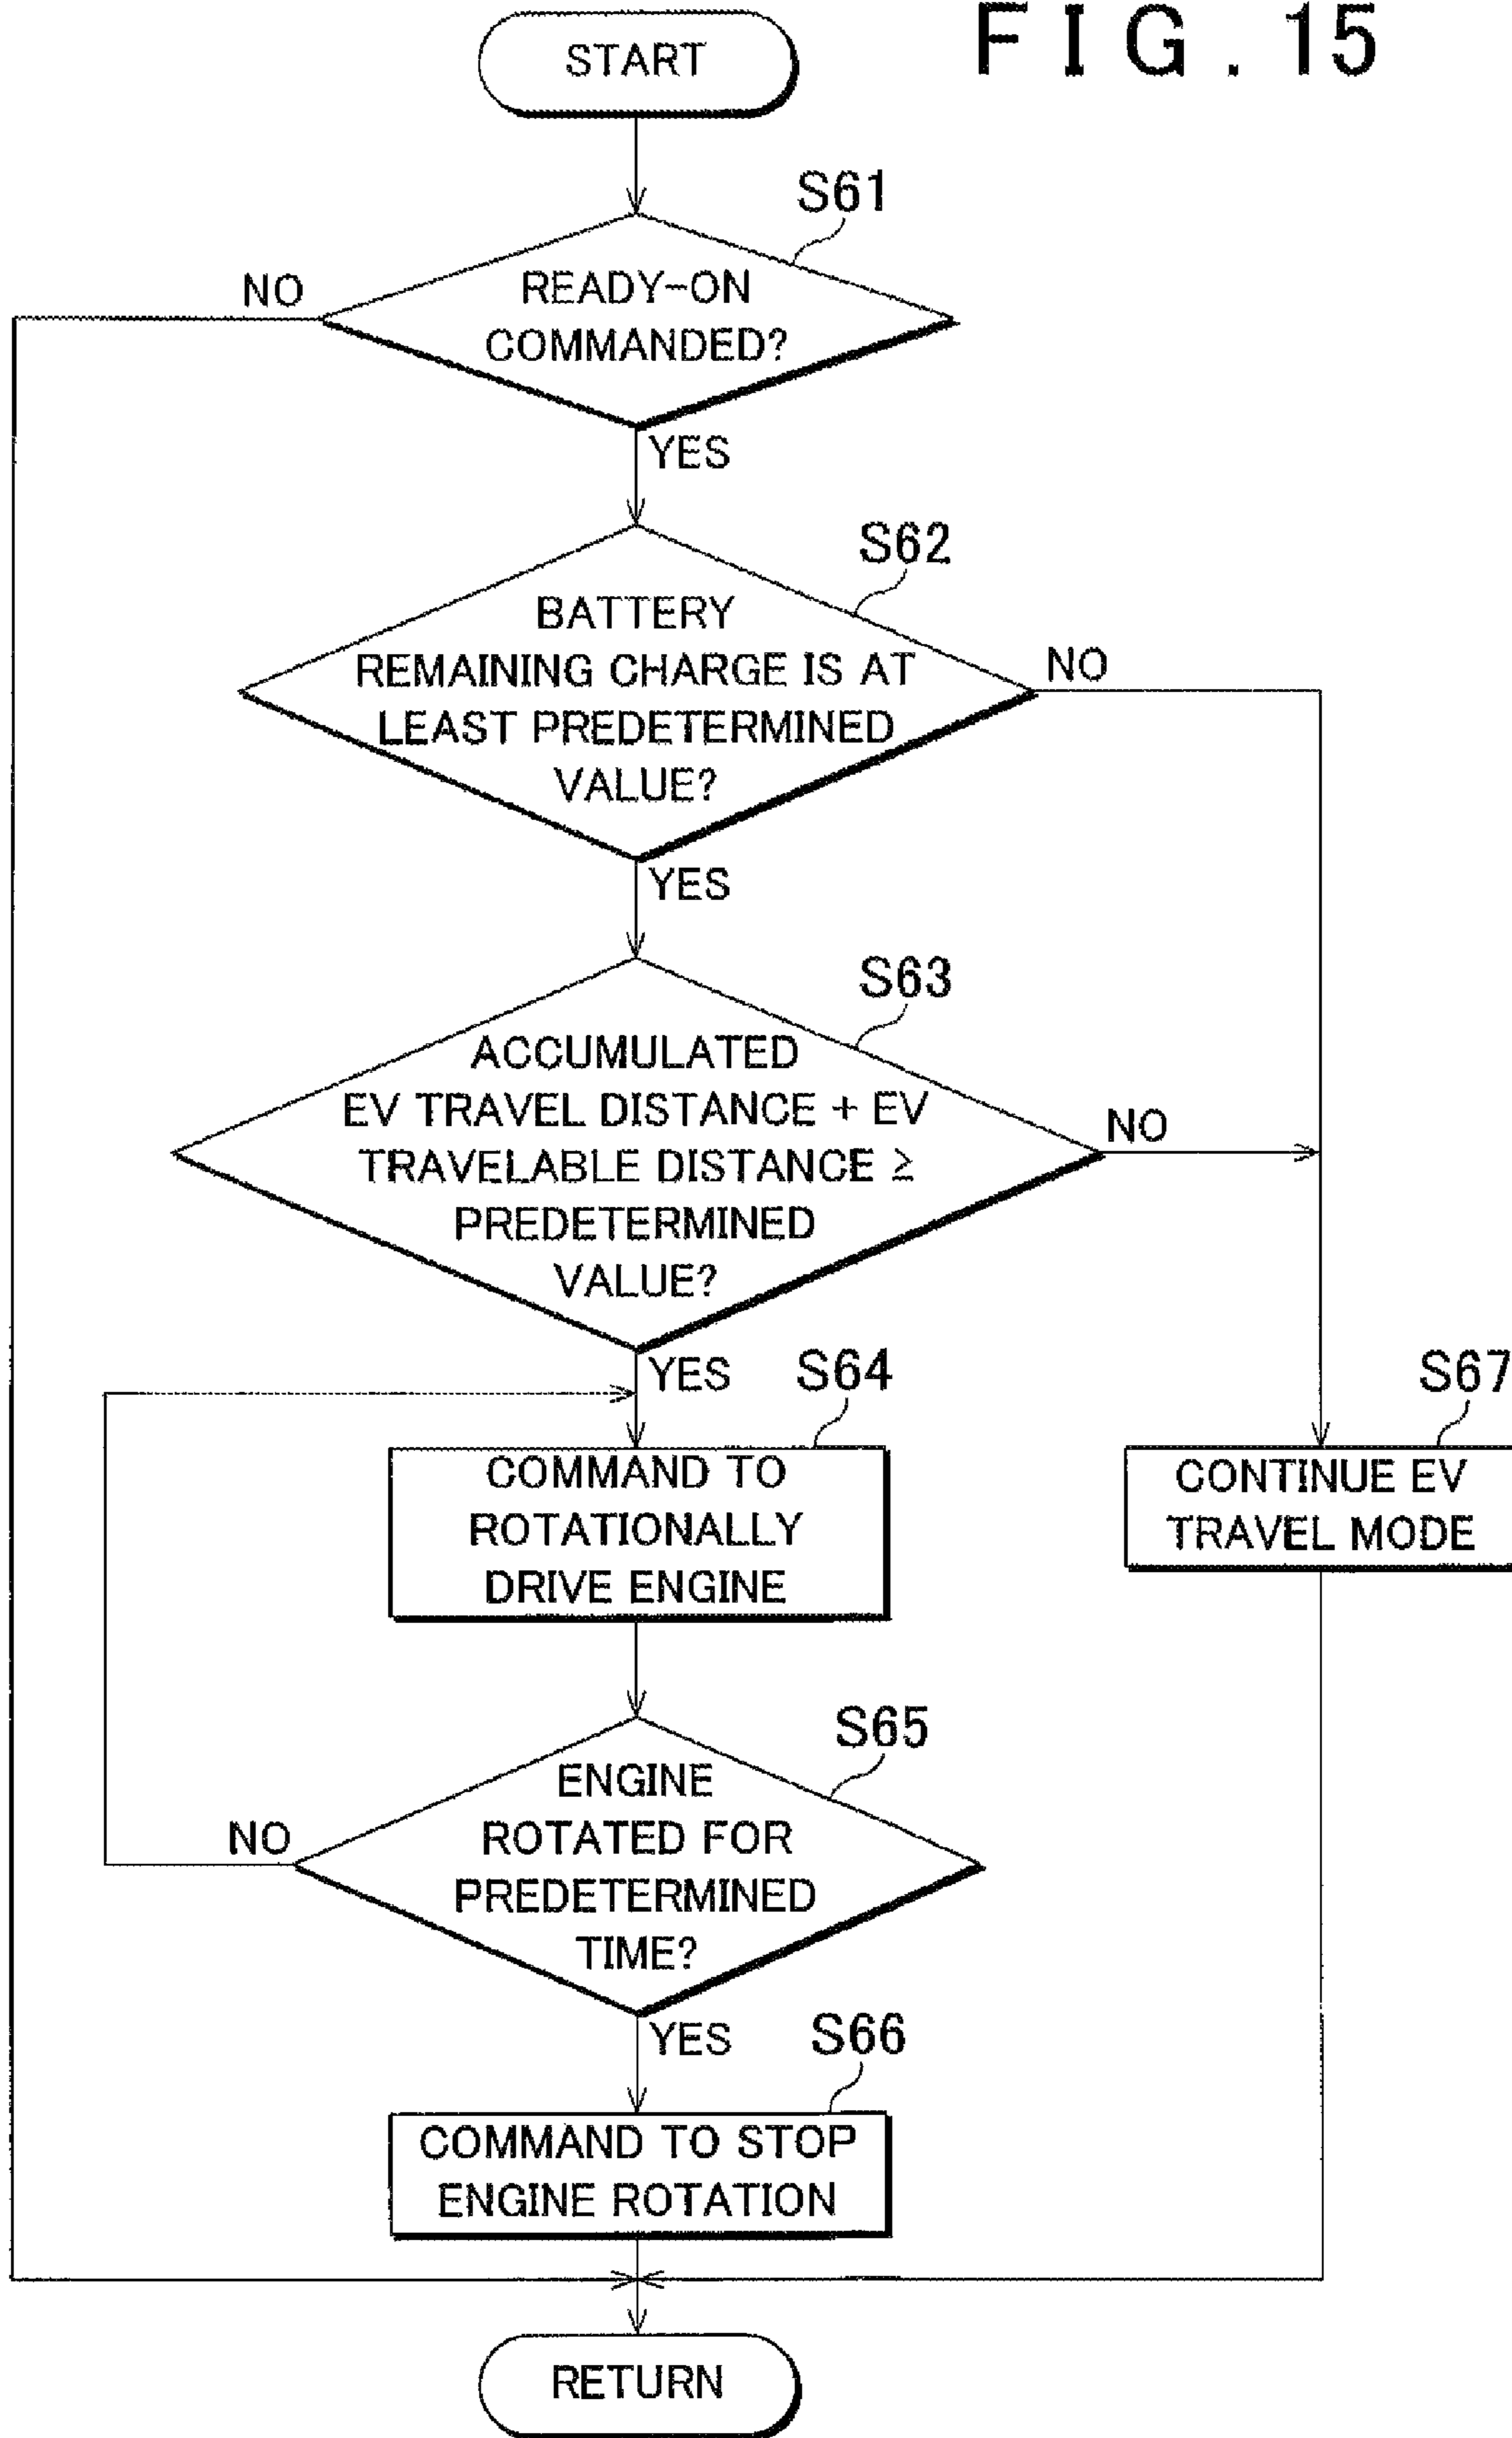 FIG. 15
START
S61
READY-ON
COMMANDED?
NO
YES
S62
BATTERY
REMAINING CHARGE IS AT
LEAST PREDETERMINED
VALUE?
NO
YES
S63
ACCUMULATED
EV TRAVEL DISTANCE + EV
TRAVELABLE DISTANCE ≥
PREDETERMINED
VALUE?
NO
YES
S64
COMMAND TO
ROTATIONALLY
DRIVE ENGINE
S67
CONTINUE EV
TRAVEL MODE
S65
ENGINE
ROTATED FOR
PREDETERMINED
TIME?
NO
YES
S66
COMMAND TO STOP
ENGINE ROTATION
RETURN